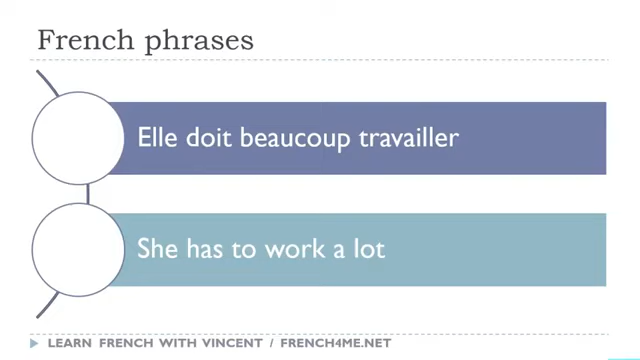 French phrases
Elle doit beaucoup travailler
She has to work a lot
LEARN FRENCH WITH VINCENT / FRENCH4ME.NET